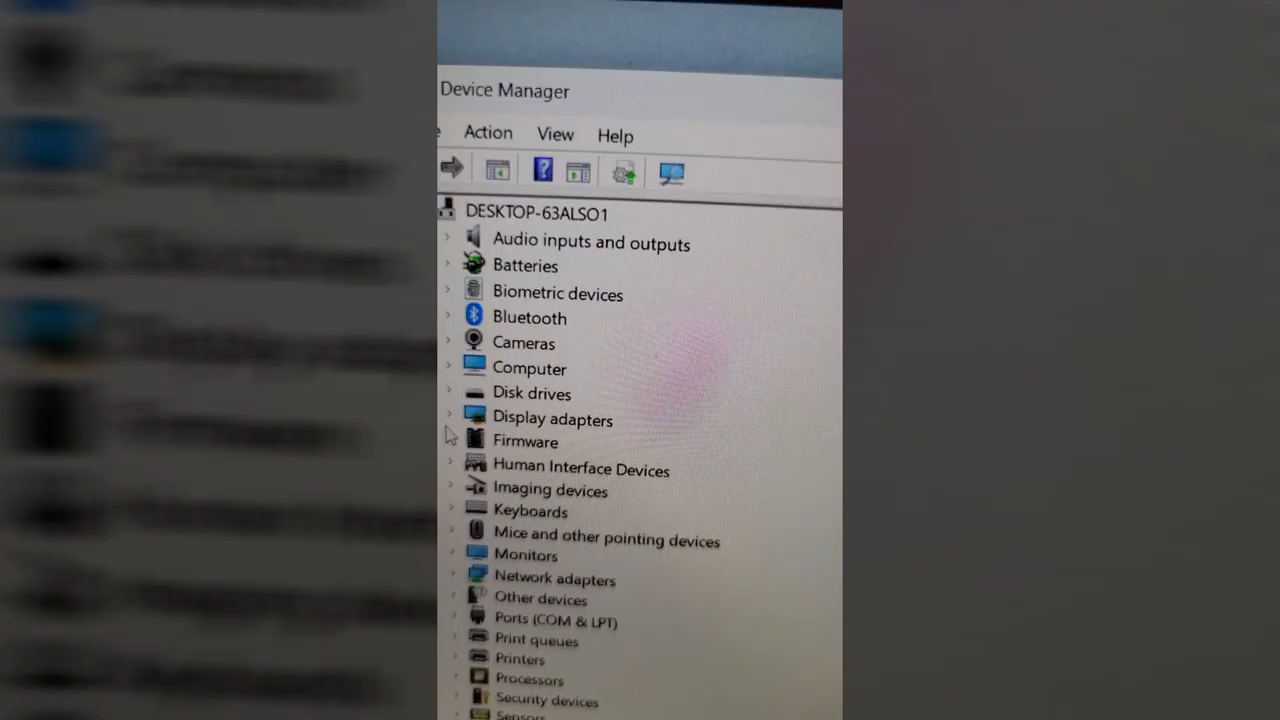 Device Manager
Action View Help
DESKTOP-63ALSO1
Audio inputs and outputs
Batteries
Biometric devices
Bluetooth
Cameras
Computer
Disk drives
Display adapters
Firmware
Human Interface Devices
Imaging devices
Keyboards
Mice and other pointing devices
Monitors
Network adapters
Other devices
Ports (COM & LPT)
Print queues
Printers
Processors
Security devices
Sensors